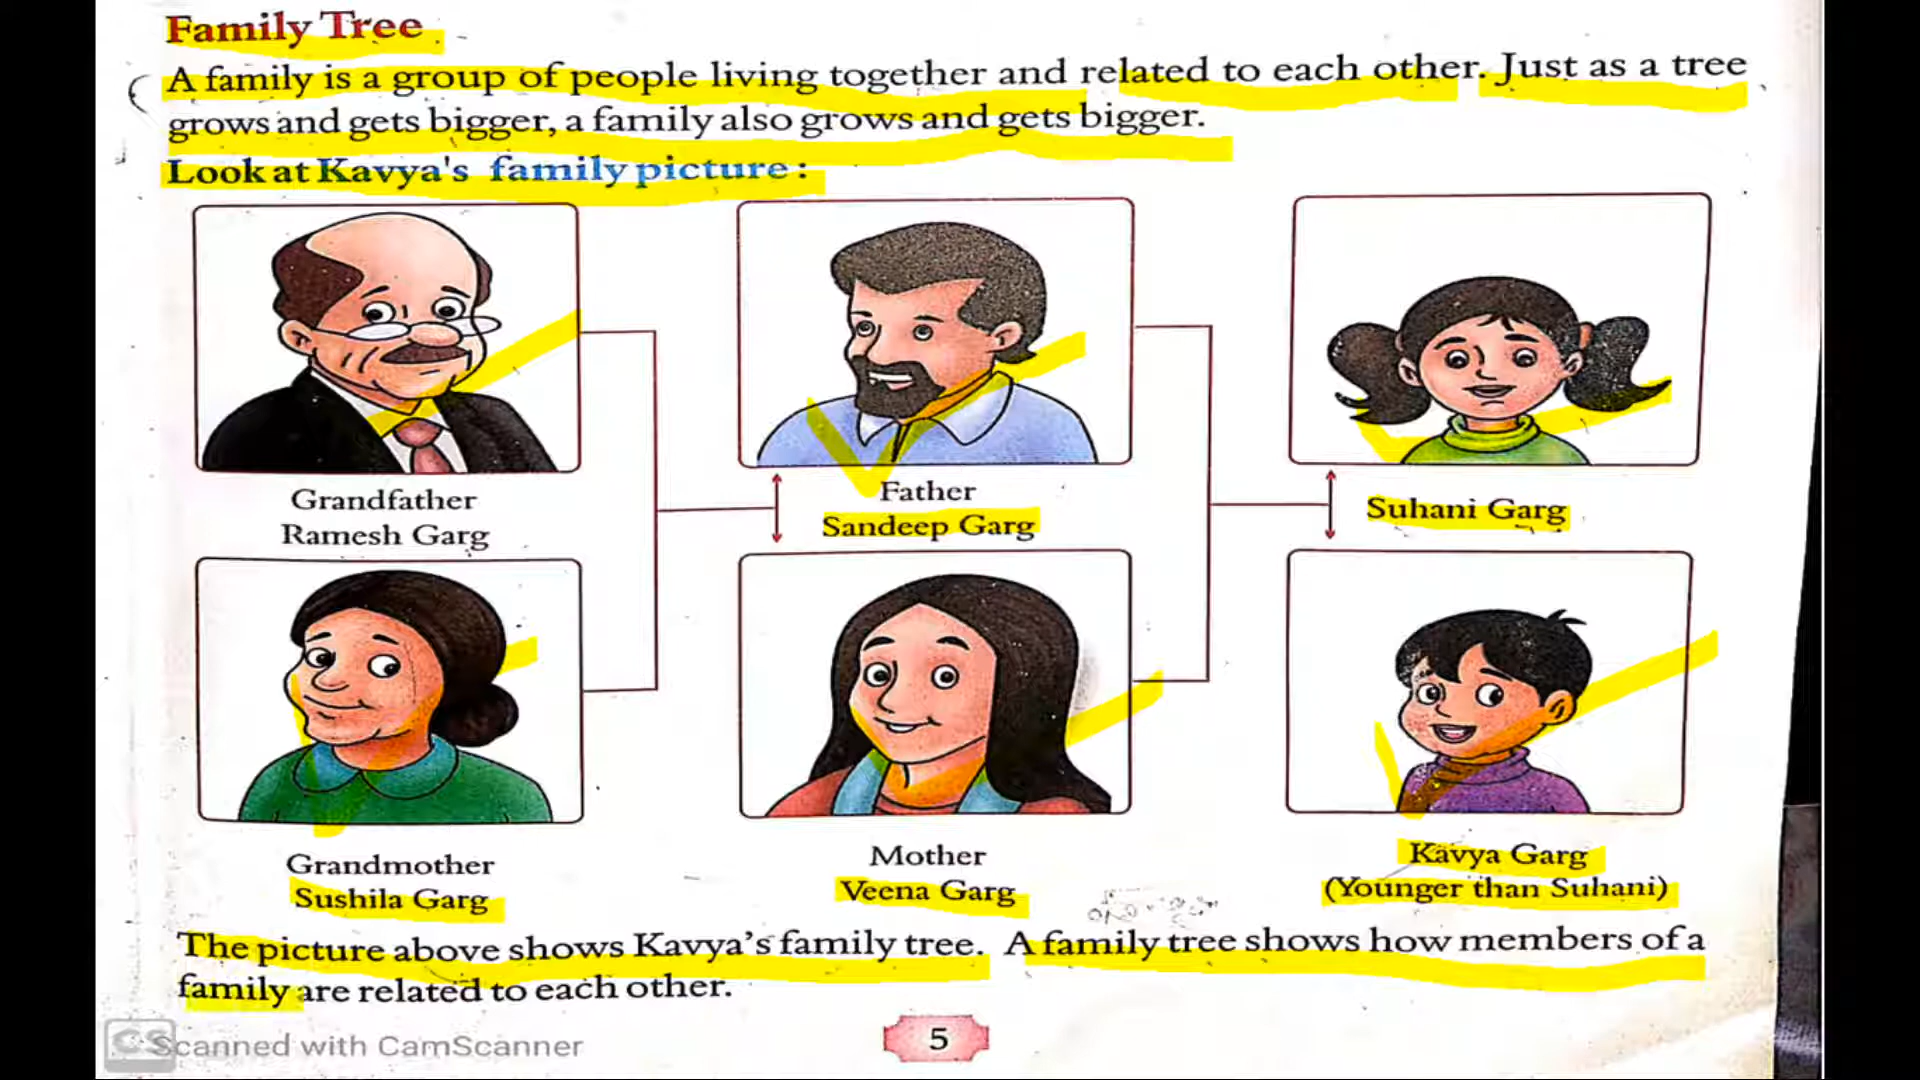 Family Tree
A family is a group of people living together and related to each other. Just as a tree
grows and gets bigger, a family also grows and gets bigger.
Look at Kavya's family picture :
Grandfather
Ramesh Garg
Father
Sandeep Garg
Suhani Garg
Grandmother
Sushila Garg
Mother
Veena Garg
Kavya Garg
(Younger than Suhani)
The picture above shows Kavya's family tree. A family tree shows how members of a
family are related to each other.
5
CS Scanned with CamScanner